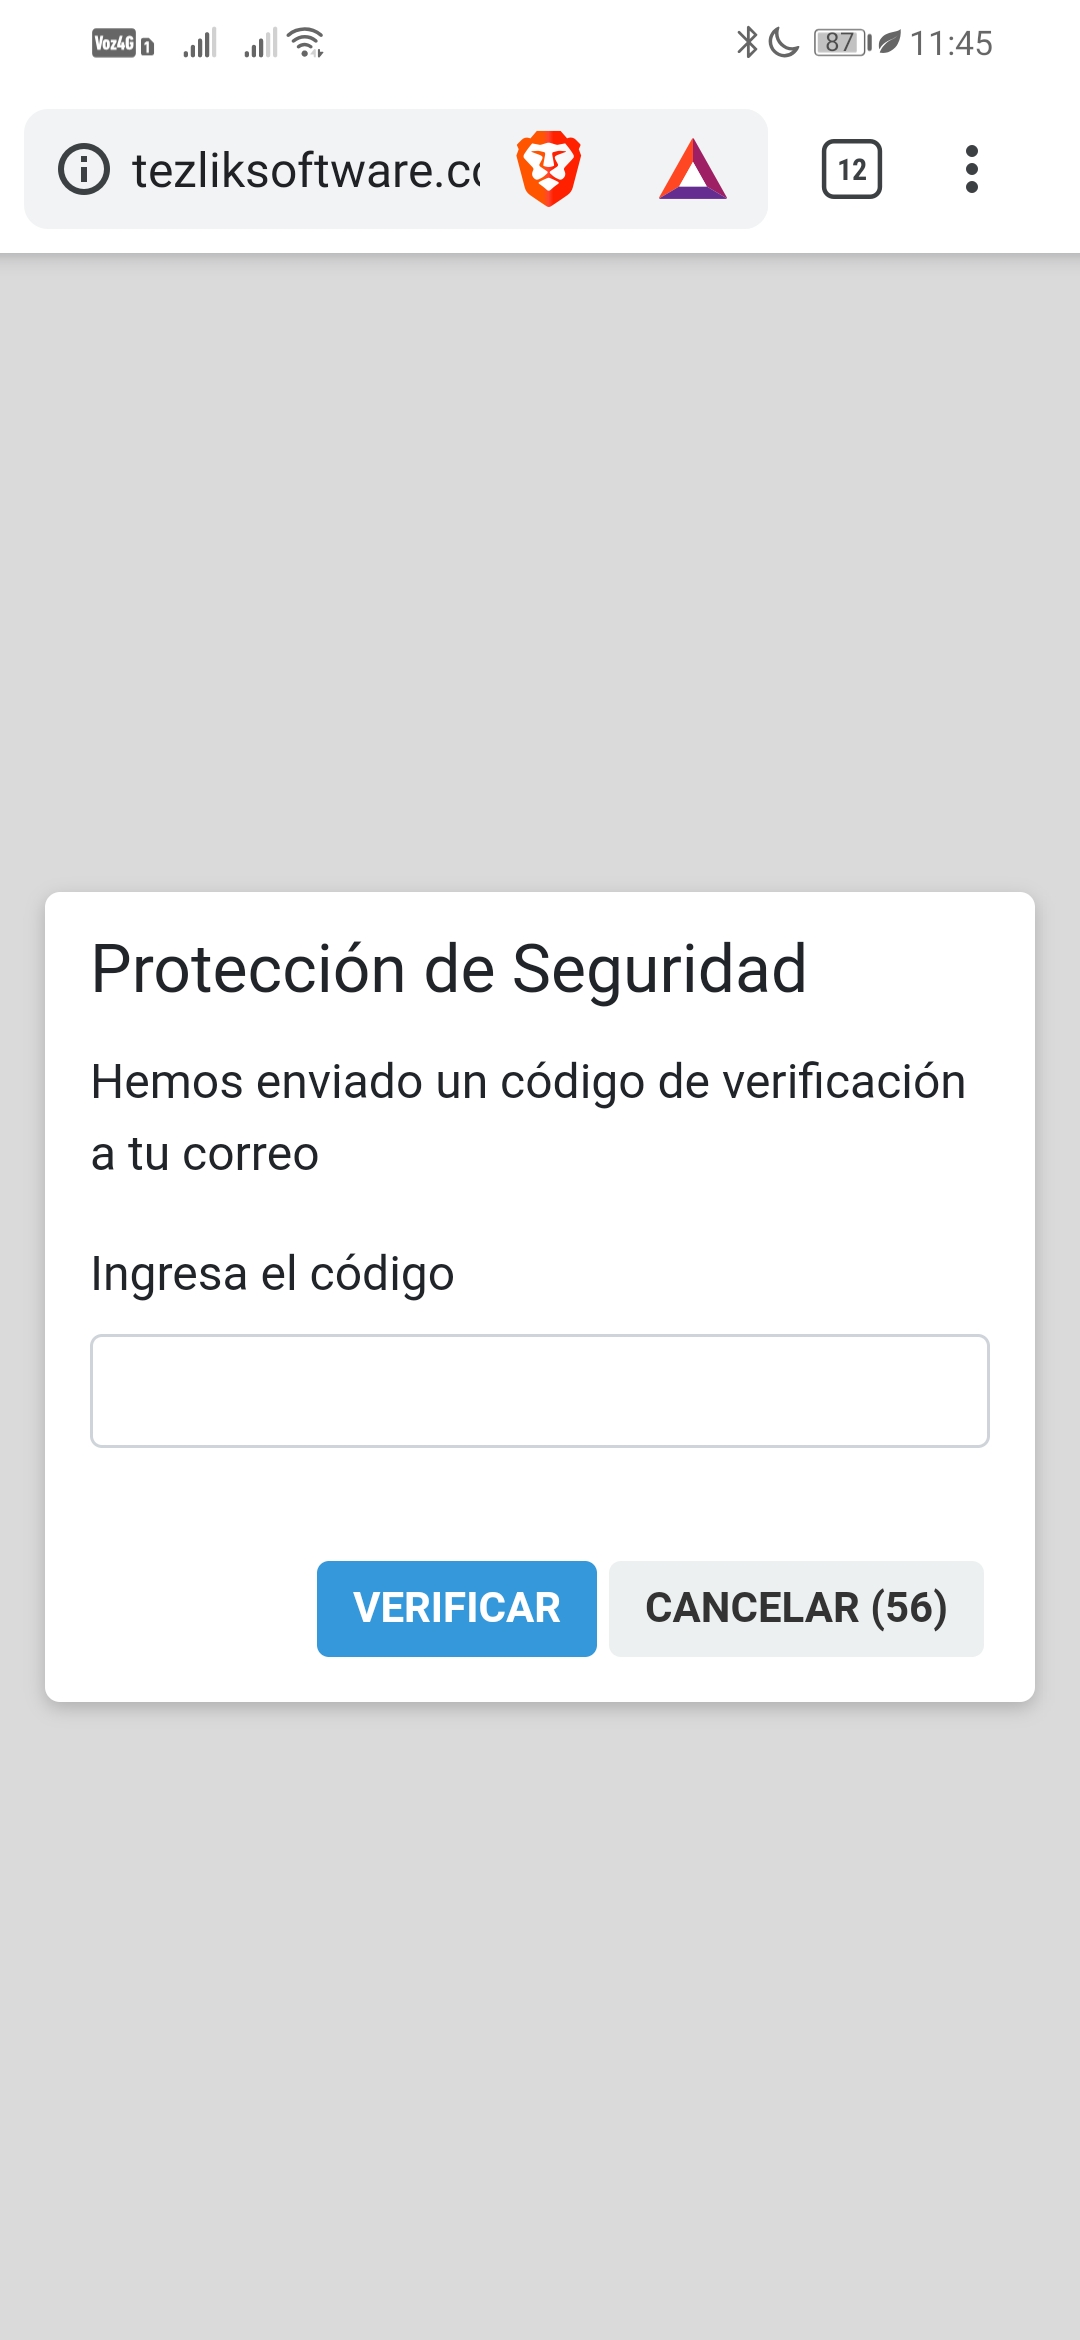 Voz4G 1 87 11:45
tezliksoftware.co 12
Protección de Seguridad
Hemos enviado un código de verificación
a tu correo
Ingresa el código
VERIFICAR CANCELAR (56)